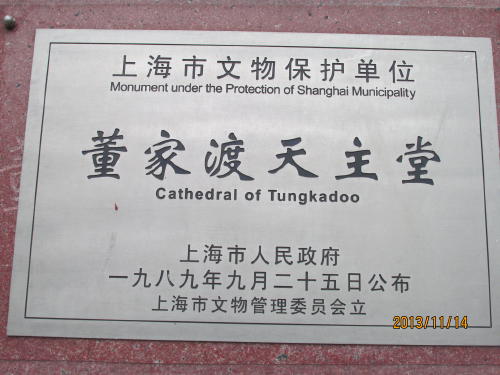 上海市文物保护单位
Monument under the Protection of Shanghai Municipality
董家渡天主堂
Cathedral of Tungkadoo
上海市人民政府
一九八九年九月二十五日公布
上海市文物管理委员会立
2013/11/14